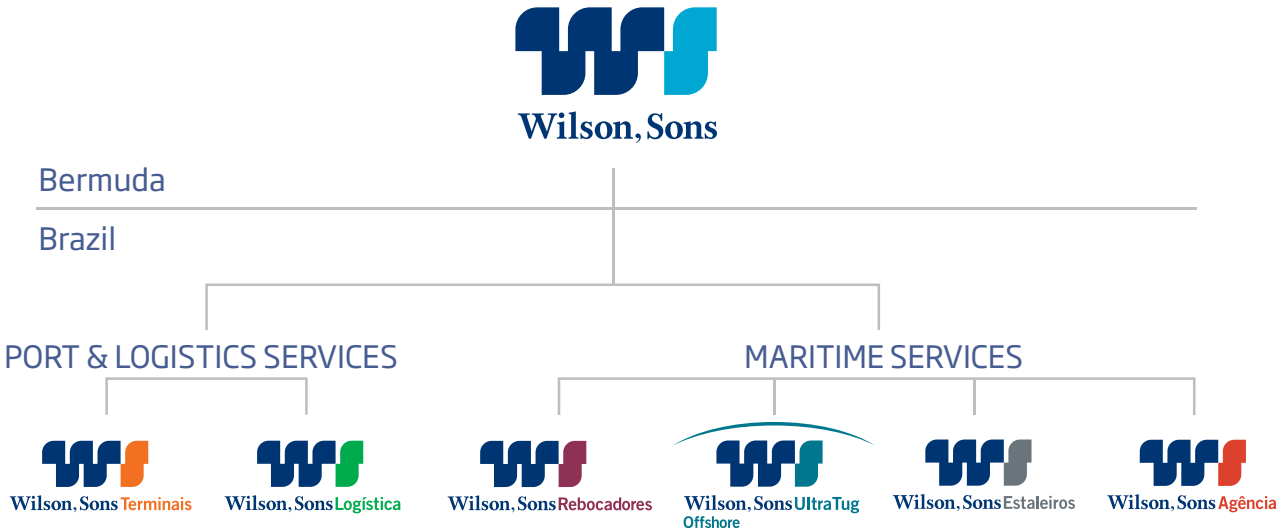 Wilson, Sons
Bermuda
Brazil
PORT & LOGISTICS SERVICES
MARITIME SERVICES
Wilson, Sons Terminais
Wilson, Sons Logística
Wilson, Sons Rebocadores
Wilson, Sons UltraTug
Offshore
Wilson, Sons Estaleiros
Wilson, Sons Agência